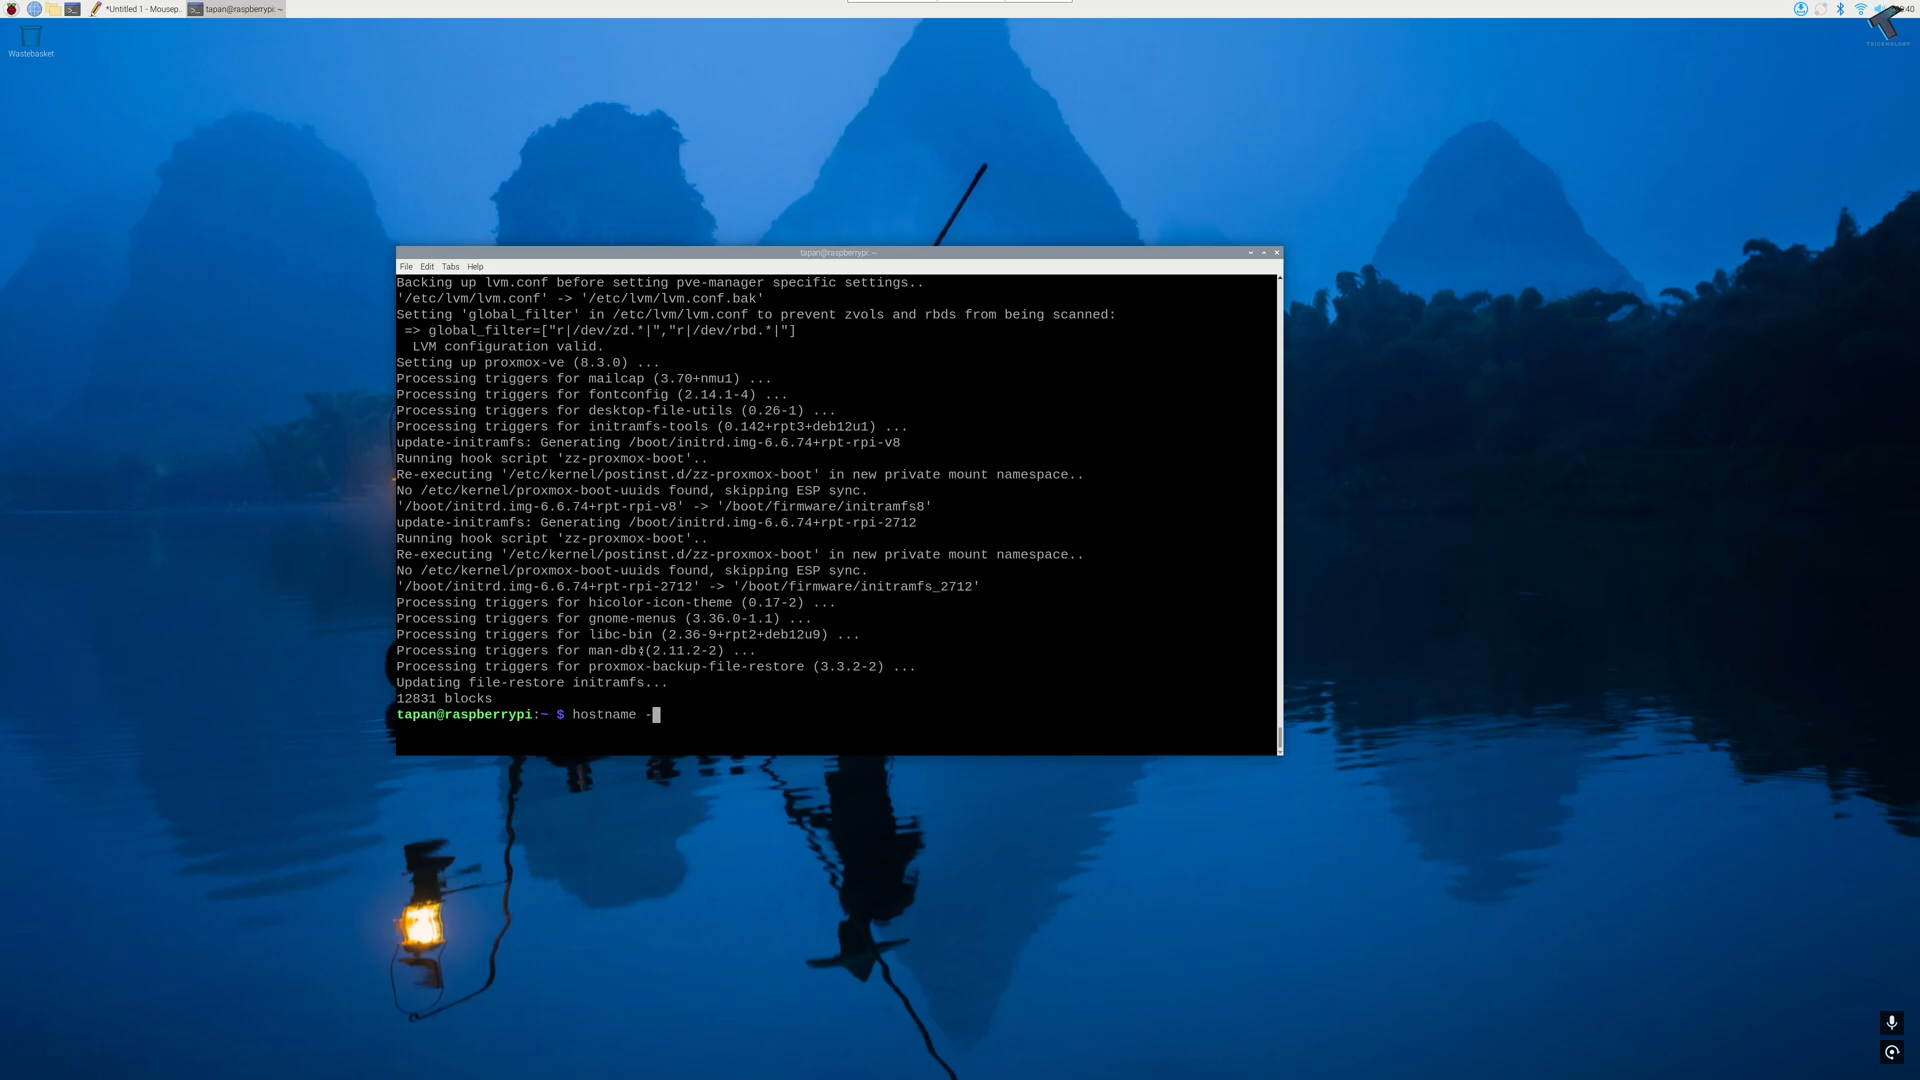 *Untitled 1 - Mousep..
tapan@raspberrypi: ~
:40
Wastebasket
TRICKNOLOGY
tapan@raspberrypi: ~
File Edit Tabs Help
Backing up lvm.conf before setting pve-manager specific settings..
'/etc/lvm/lvm.conf' -> '/etc/lvm/lvm.conf.bak'
Setting 'global_filter' in /etc/lvm/lvm.conf to prevent zvols and rbds from being scanned:
 => global_filter=["r|/dev/zd.*|","r|/dev/rbd.*|"]
  LVM configuration valid.
Setting up proxmox-ve (8.3.0) ...
Processing triggers for mailcap (3.70+nmu1) ...
Processing triggers for fontconfig (2.14.1-4) ...
Processing triggers for desktop-file-utils (0.26-1) ...
Processing triggers for initramfs-tools (0.142+rpt3+deb12u1) ...
update-initramfs: Generating /boot/initrd.img-6.6.74+rpt-rpi-v8
Running hook script 'zz-proxmox-boot'..
Re-executing '/etc/kernel/postinst.d/zz-proxmox-boot' in new private mount namespace..
No /etc/kernel/proxmox-boot-uuids found, skipping ESP sync.
'/boot/initrd.img-6.6.74+rpt-rpi-v8' -> '/boot/firmware/initramfs8'
update-initramfs: Generating /boot/initrd.img-6.6.74+rpt-rpi-2712
Running hook script 'zz-proxmox-boot'..
Re-executing '/etc/kernel/postinst.d/zz-proxmox-boot' in new private mount namespace..
No /etc/kernel/proxmox-boot-uuids found, skipping ESP sync.
'/boot/initrd.img-6.6.74+rpt-rpi-2712' -> '/boot/firmware/initramfs_2712'
Processing triggers for hicolor-icon-theme (0.17-2) ...
Processing triggers for gnome-menus (3.36.0-1.1) ...
Processing triggers for libc-bin (2.36-9+rpt2+deb12u9) ...
Processing triggers for man-db (2.11.2-2) ...
Processing triggers for proxmox-backup-file-restore (3.3.2-2) ...
Updating file-restore initramfs...
12831 blocks
tapan@raspberrypi:~ $ hostname -